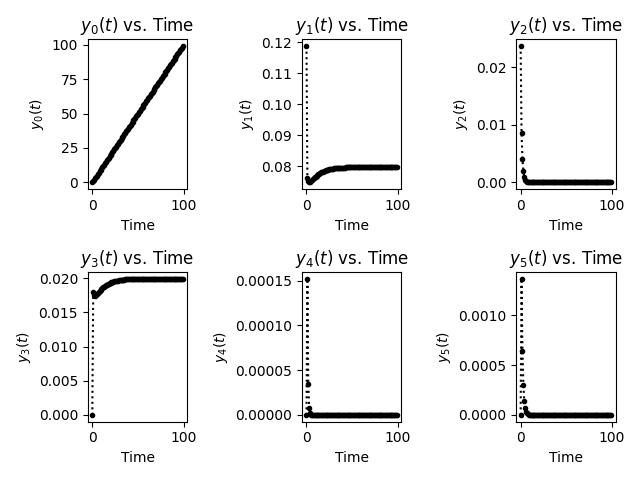 y₀(t) vs. Time
y₁(t) vs. Time
y₂(t) vs. Time
100
75
50
25
0
y₀(t)
0 100
Time
0.12
0.11
0.10
0.09
0.08
y₁(t)
0 100
Time
0.02
0.01
0.00
y₂(t)
0 100
Time
y₃(t) vs. Time
y₄(t) vs. Time
y₅(t) vs. Time
0.020
0.015
0.010
0.005
0.000
y₃(t)
0 100
Time
0.00015
0.00010
0.00005
0.00000
y₄(t)
0 100
Time
0.0010
0.0005
0.0000
y₅(t)
0 100
Time